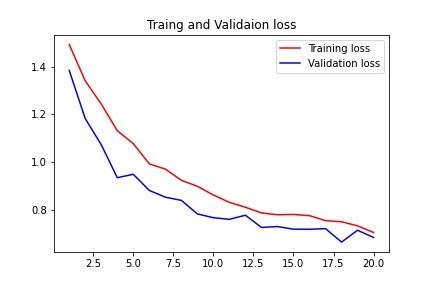 Traing and Validaion loss
Training loss
Validation loss
1.4
1.2
1.0
0.8
2.5 5.0 7.5 10.0 12.5 15.0 17.5 20.0